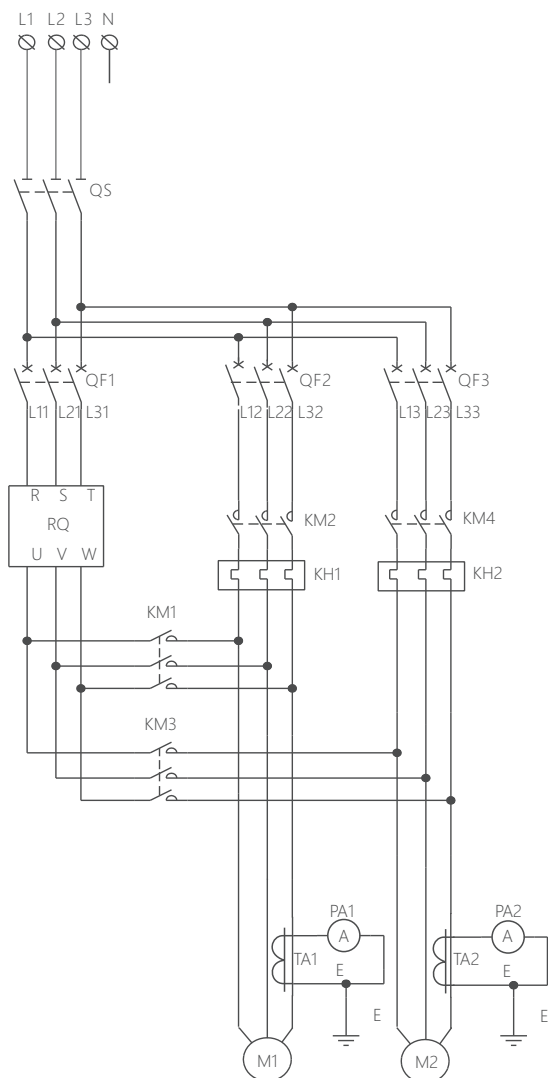 L1 L2 L3 N
QS
QF1 QF2 QF3
L11 L21 L31 L12 L22 L32 L13 L23 L33
R S T
RQ
U V W
KM2 KM4
KH1 KH2
KM1
KM3
PA1 PA2
A A
TA1 E TA2 E
E E
M1 M2